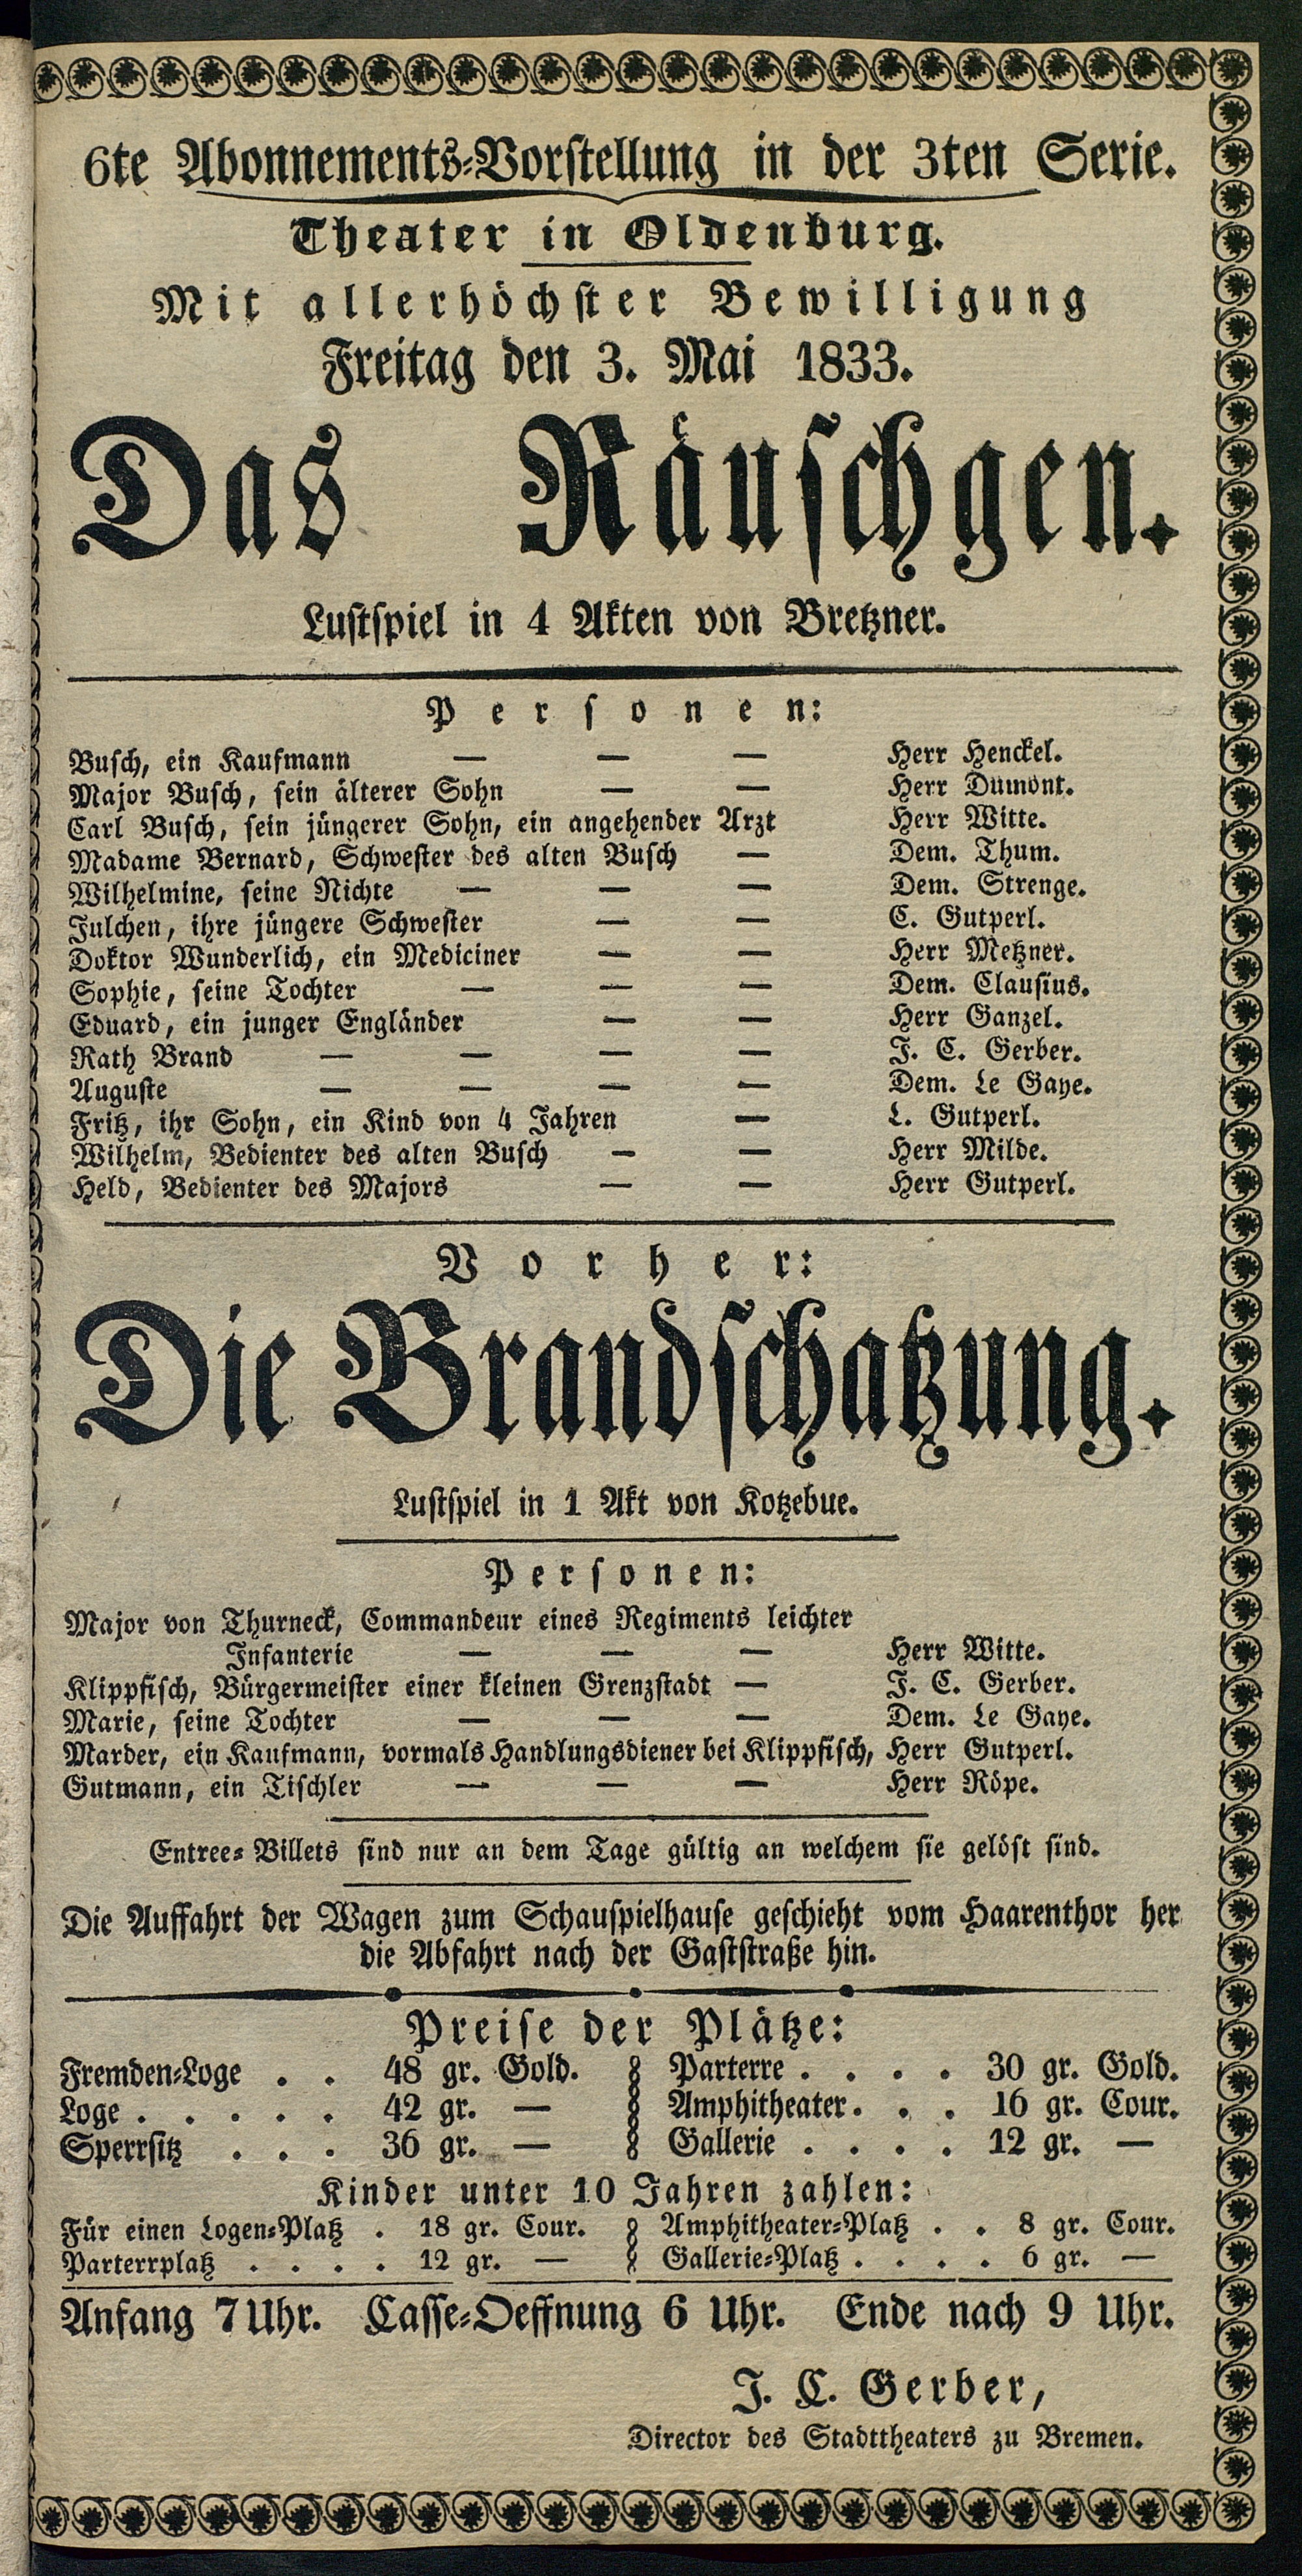 6te Abonnements-Vorstellung in der 3ten Serie.
Theater in Oldenburg.
Mit allerhöchster Bewilligung
Freitag den 3. Mai 1833.
Das Räuschgen.
Lustspiel in 4 Akten von Bretzner.
Personen:
Busch, ein Kaufmann — — — Herr Henckel.
Major Busch, sein älterer Sohn — — Herr Dumont.
Carl Busch, sein jüngerer Sohn, ein angehender Arzt Herr Witte.
Madame Bernard, Schwester des alten Busch — Dem. Thum.
Wilhelmine, seine Nichte — — — Dem. Strenge.
Julchen, ihre jüngere Schwester — — C. Gutperl.
Doktor Wunderlich, ein Mediciner — — Herr Metzner.
Sophie, seine Tochter — — — Dem. Clausius.
Eduard, ein junger Engländer — — Herr Ganzel.
Rath Brand — — — — J. C. Gerber.
Auguste — — — — Dem. Le Gaye.
Fritz, ihr Sohn, ein Kind von 4 Jahren — L. Gutperl.
Wilhelm, Bedienter des alten Busch — — Herr Milde.
Held, Bedienter des Majors — — Herr Gutperl.
Vorher:
Die Brandschatzung.
Lustspiel in 1 Akt von Kotzebue.
Personen:
Major von Thurneck, Commandeur eines Regiments leichter
Infanterie — — — Herr Witte.
Klippfisch, Bürgermeister einer kleinen Grenzstadt — J. C. Gerber.
Marie, seine Tochter — — — Dem. Le Gaye.
Marder, ein Kaufmann, vormals Handlungsdiener bei Klippfisch, Herr Gutperl.
Gutmann, ein Tischler — — — Herr Röpe.
Entree-Billets sind nur an dem Tage gültig an welchem sie gelöst sind.
Die Auffahrt der Wagen zum Schauspielhause geschieht vom Haarenthor her
die Abfahrt nach der Gaststraße hin.
Preise der Plätze:
Fremden-Loge . . 48 gr. Gold. Parterre . . . . 30 gr. Gold.
Loge . . . . . 42 gr. — Amphitheater . . . 16 gr. Cour.
Sperrsitz . . . 36 gr. — Gallerie . . . . 12 gr. —
Kinder unter 10 Jahren zahlen:
Für einen Logen-Platz . 18 gr. Cour. Amphitheater-Platz . . 8 gr. Cour.
Parterrplatz . . . . 12 gr. — Gallerie-Platz . . . . 6 gr. —
Anfang 7 Uhr. Casse-Oeffnung 6 Uhr. Ende nach 9 Uhr.
J. C. Gerber,
Director des Stadttheaters zu Bremen.